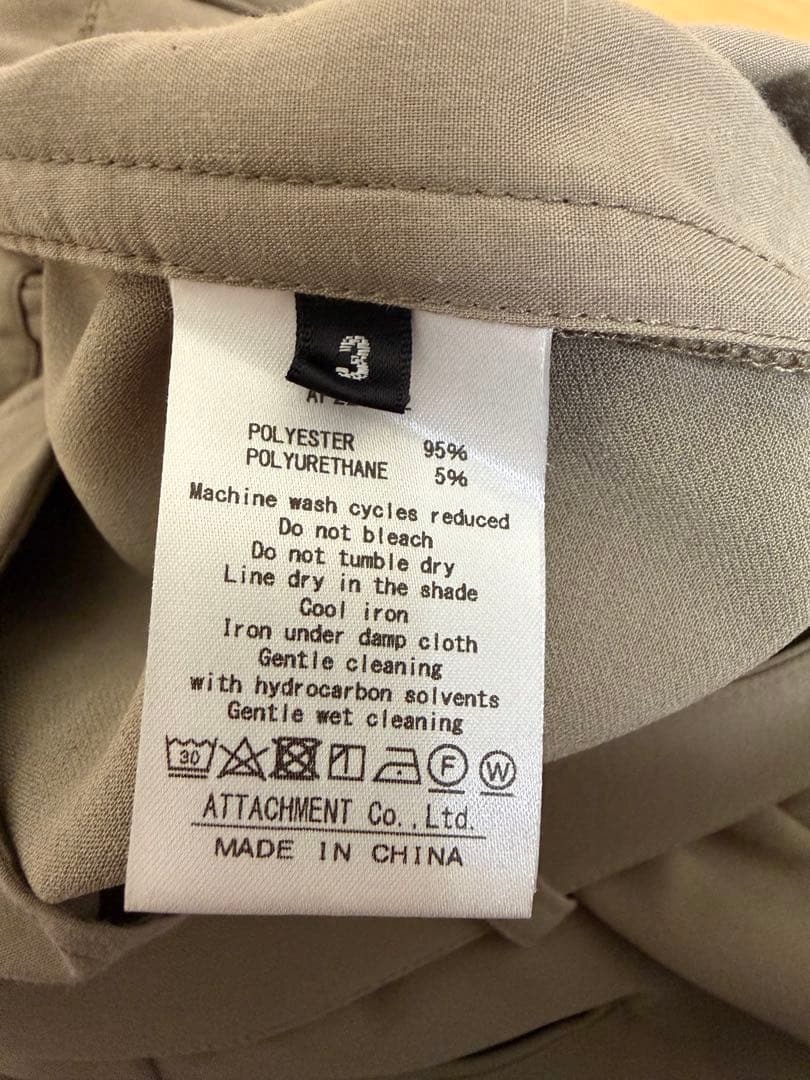 3
POLYESTER 95%
POLYURETHANE 5%
Machine wash cycles reduced
Do not bleach
Do not tumble dry
Line dry in the shade
Cool iron
Iron under damp cloth
Gentle cleaning
with hydrocarbon solvents
Gentle wet cleaning
30 F W
ATTACHMENT Co.,Ltd.
MADE IN CHINA